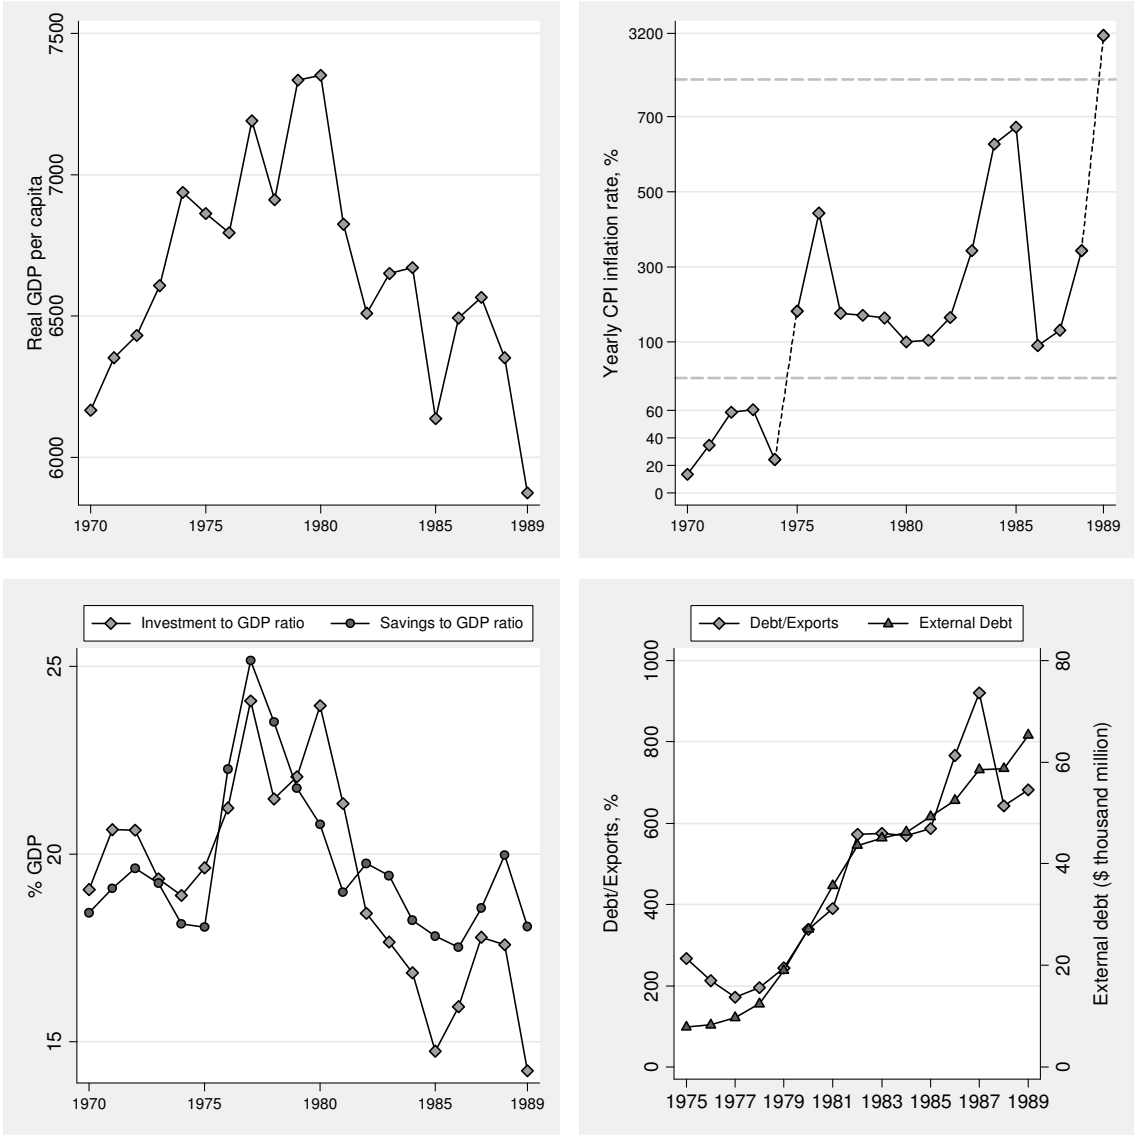 Real GDP per capita
7500
7000
6500
6000
1970 1975 1980 1985 1989
Yearly CPI inflation rate, %
3200
700
500
300
100
60
40
20
0
1970 1975 1980 1985 1989
Investment to GDP ratio Savings to GDP ratio
% GDP
25
20
15
1970 1975 1980 1985 1989
Debt/Exports External Debt
Debt/Exports, %
1000
800
600
400
200
0
External debt ($ thousand million)
80
60
40
20
0
1975 1977 1979 1981 1983 1985 1987 1989